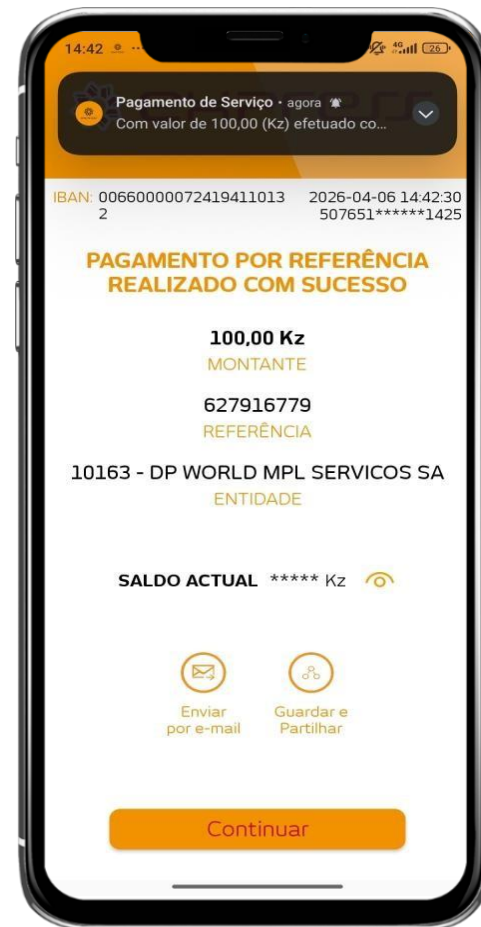 14:42
4G
26
Pagamento de Serviço · agora
Com valor de 100,00 (Kz) efetuado co...
IBAN: 00660000072419411013 2026-04-06 14:42:30
2 507651******1425
PAGAMENTO POR REFERÊNCIA
REALIZADO COM SUCESSO
100,00 Kz
MONTANTE
627916779
REFERÊNCIA
10163 - DP WORLD MPL SERVICOS SA
ENTIDADE
SALDO ACTUAL ***** Kz
Enviar Guardar e
por e-mail Partilhar
Continuar